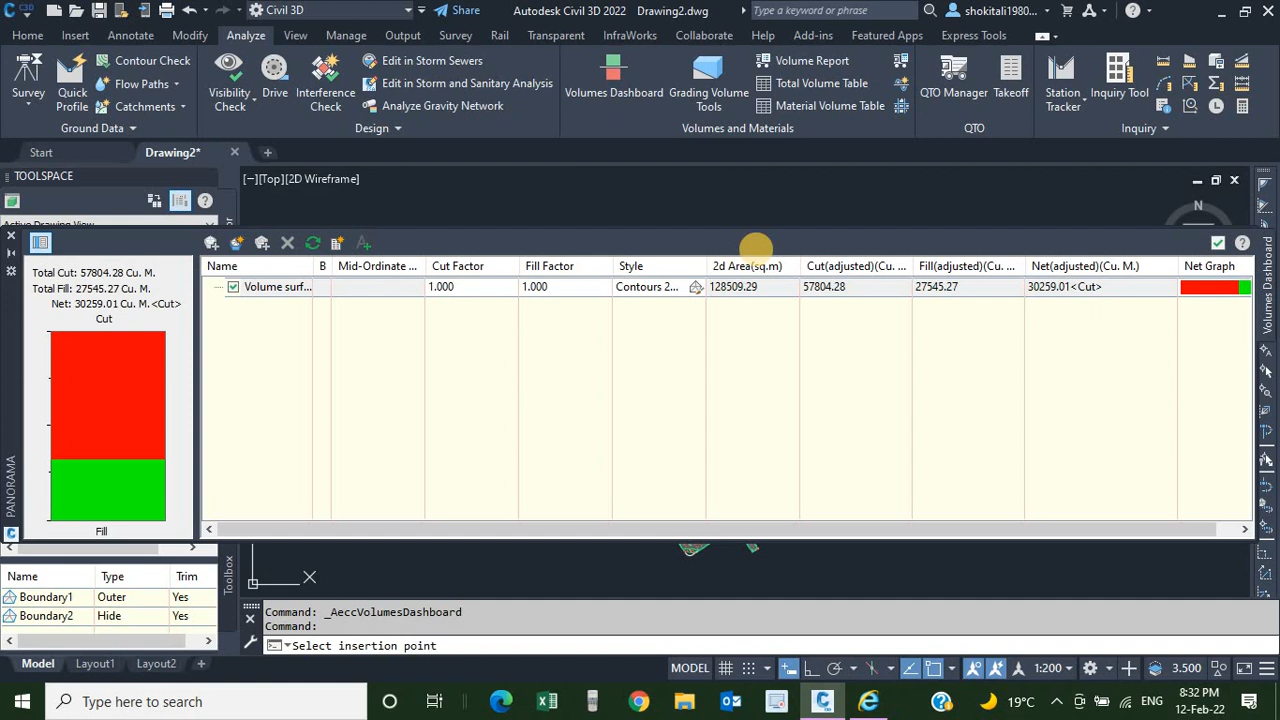 C3D
Civil 3D
Share
Autodesk Civil 3D 2022 Drawing2.dwg
Type a keyword or phrase
shokitali1980...
Home Insert Annotate Modify Analyze View Manage Output Survey Rail Transparent InfraWorks Collaborate Help Add-ins Featured Apps Express Tools
Survey
Quick Profile
Contour Check
Flow Paths
Catchments
Ground Data
Visibility Check
Drive
Interference Check
Edit in Storm Sewers
Edit in Storm and Sanitary Analysis
Analyze Gravity Network
Design
Volumes Dashboard
Grading Volume Tools
Volume Report
Total Volume Table
Material Volume Table
Volumes and Materials
QTO Manager
Takeoff
QTO
Station Tracker
Inquiry Tool
Inquiry
Start
Drawing2*
TOOLSPACE
Active Drawing View
[−][Top][2D Wireframe]
N
Total Cut: 57804.28 Cu. M.
Total Fill: 27545.27 Cu. M.
Net: 30259.01 Cu. M.<Cut>
Cut
Fill
PANORAMA
Name B Mid-Ordinate ... Cut Factor Fill Factor Style 2d Area(sq.m) Cut(adjusted)(Cu. ... Fill(adjusted)(Cu. ... Net(adjusted)(Cu. M.) Net Graph
Volume surf... 1.000 1.000 Contours 2... 128509.29 57804.28 27545.27 30259.01<Cut>
Volumes Dashboard
Name Type Trim
Boundary1 Outer Yes
Boundary2 Hide Yes
Toolbox
X
Command: _AeccVolumesDashboard
Command:
Select insertion point
Model Layout1 Layout2
MODEL
1:200
3.500
Type here to search
19°C
ENG
8:32 PM
12-Feb-22